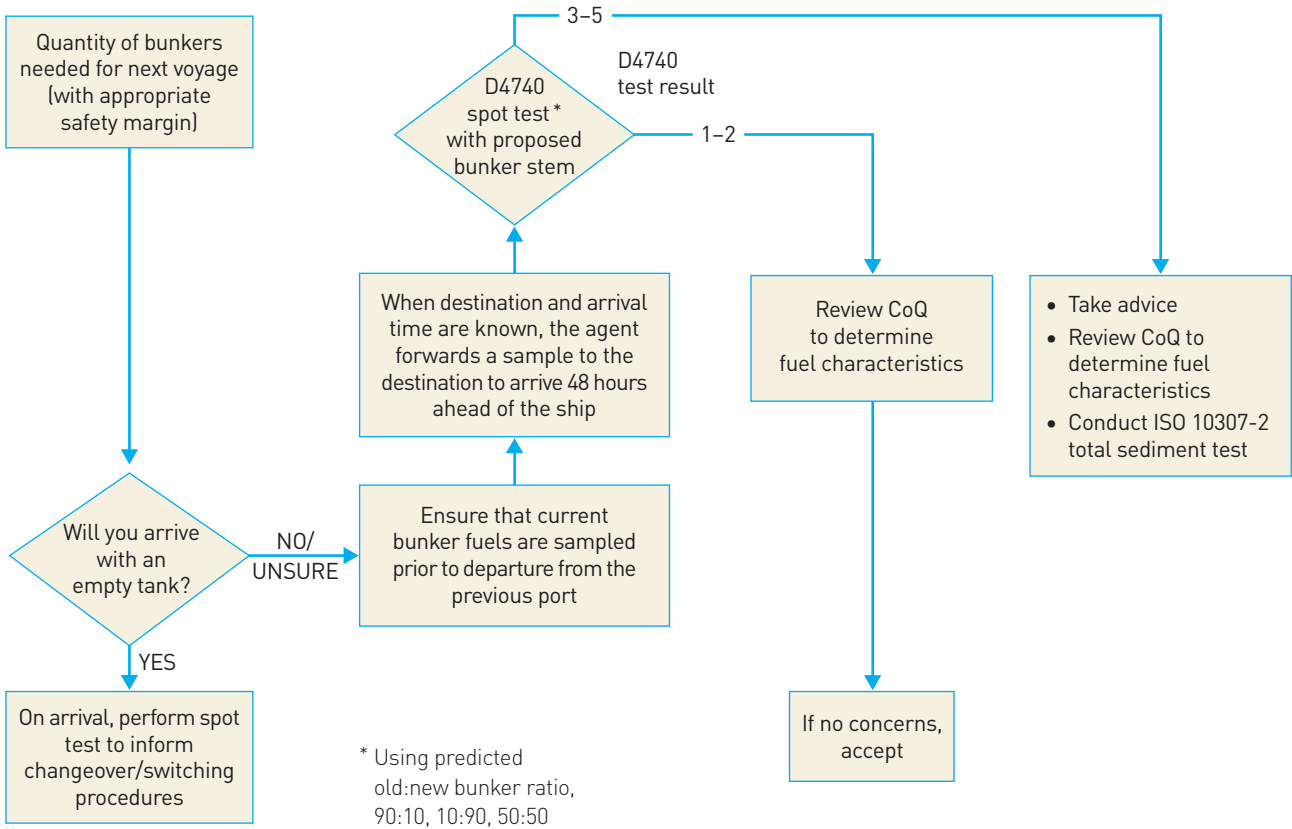 Quantity of bunkers
needed for next voyage
(with appropriate
safety margin)
Will you arrive
with an
empty tank?
NO/
UNSURE
YES
On arrival, perform spot
test to inform
changeover/switching
procedures
Ensure that current
bunker fuels are sampled
prior to departure from the
previous port
When destination and arrival
time are known, the agent
forwards a sample to the
destination to arrive 48 hours
ahead of the ship
D4740
spot test *
with proposed
bunker stem
D4740
test result
1–2
3–5
Review CoQ
to determine
fuel characteristics
If no concerns,
accept
• Take advice
• Review CoQ to
determine fuel
characteristics
• Conduct ISO 10307-2
total sediment test
* Using predicted
old:new bunker ratio,
90:10, 10:90, 50:50